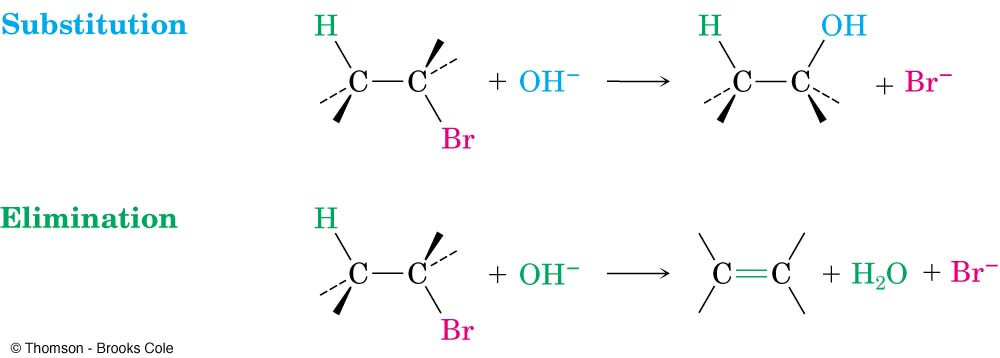 Substitution
H
C — C + OH⁻ ⟶ C — C + Br⁻
Br
H
OH
Elimination
H
C — C + OH⁻ ⟶ C = C + H₂O + Br⁻
Br
© Thomson - Brooks Cole